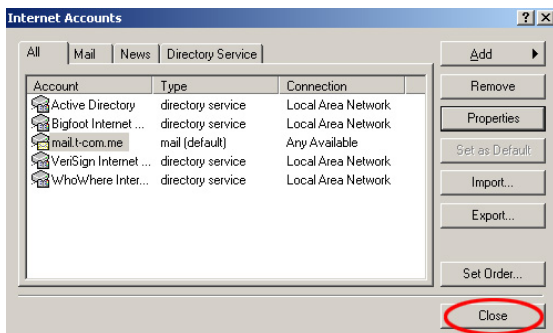 Internet Accounts
All Mail News Directory Service
Add
Account Type Connection
Remove
Active Directory directory service Local Area Network
Bigfoot Internet ... directory service Local Area Network
Properties
mail.t-com.me mail (default) Any Available
Set as Default
VeriSign Internet ... directory service Local Area Network
WhoWhere Inter... directory service Local Area Network
Import...
Export...
Set Order...
Close